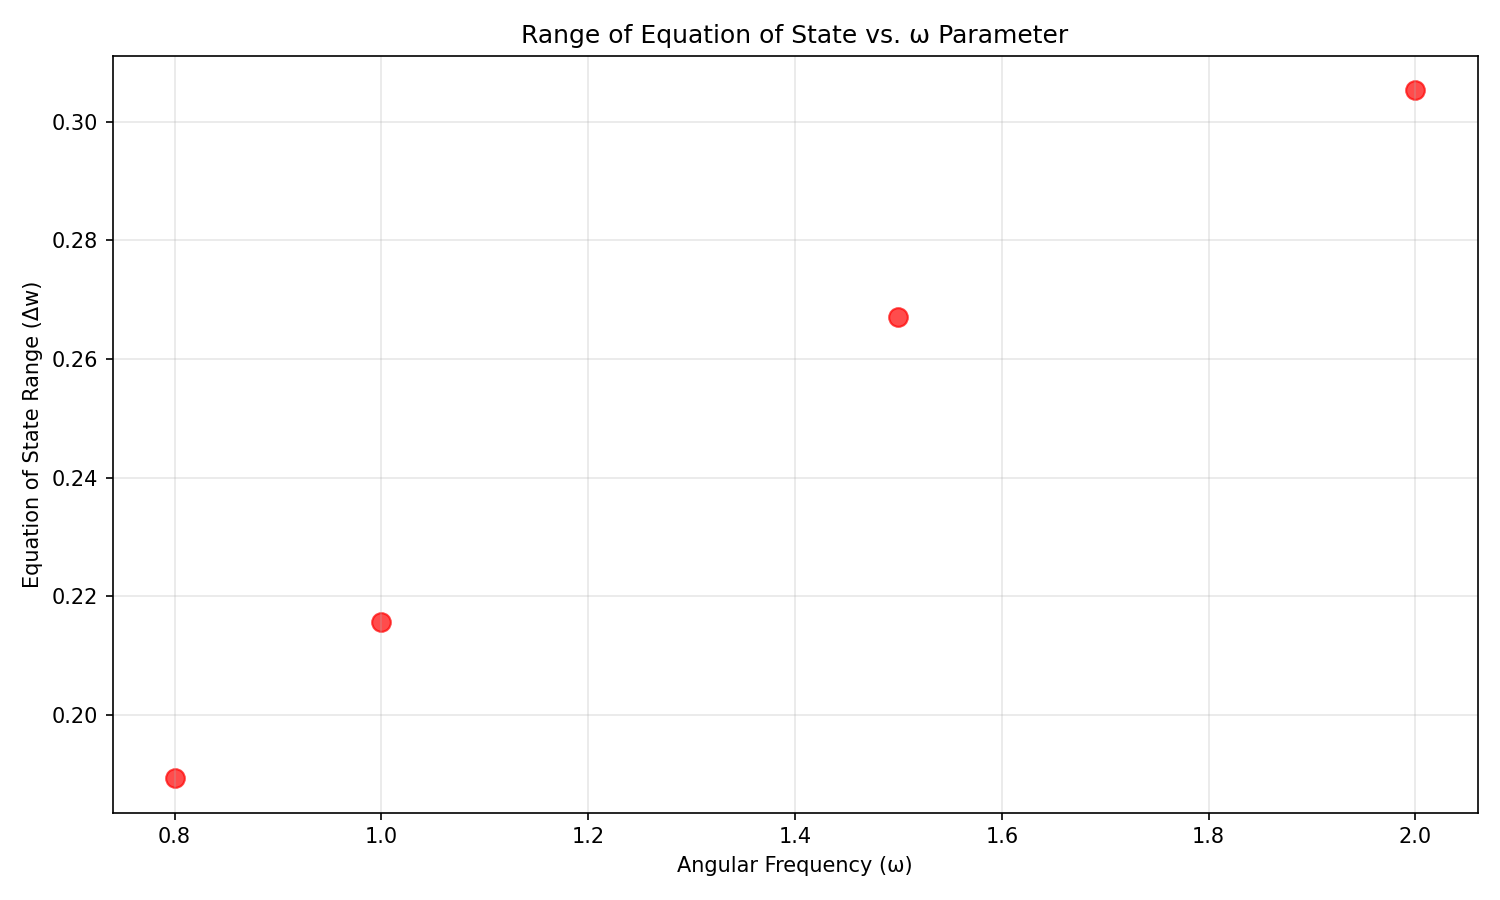 Range of Equation of State vs. ω Parameter
Equation of State Range (Δw)
0.30
0.28
0.26
0.24
0.22
0.20
0.8 1.0 1.2 1.4 1.6 1.8 2.0
Angular Frequency (ω)